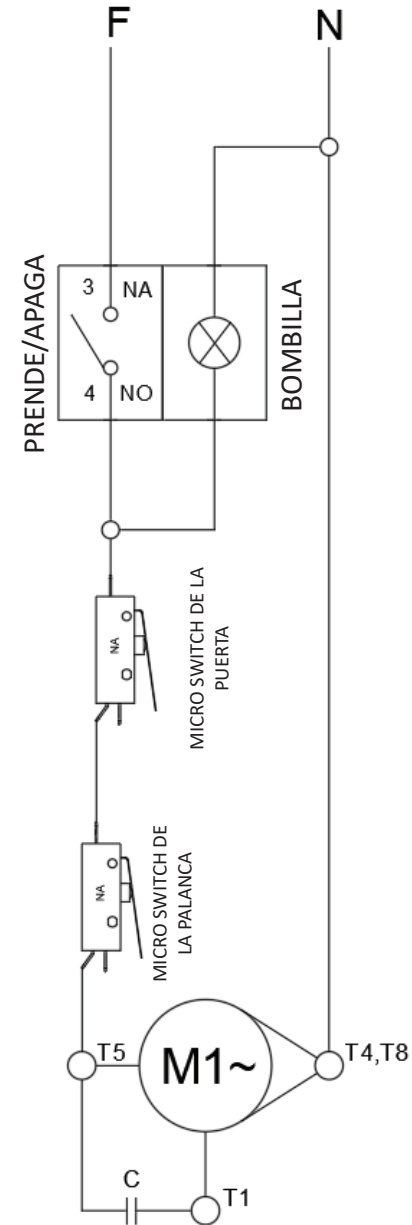 F
N
PRENDE/APAGA
3 NA
4 NO
BOMBILLA
NA
MICRO SWITCH DE LA
PUERTA
NA
MICRO SWITCH DE
LA PALANCA
T5
M1~
T4,T8
C
T1